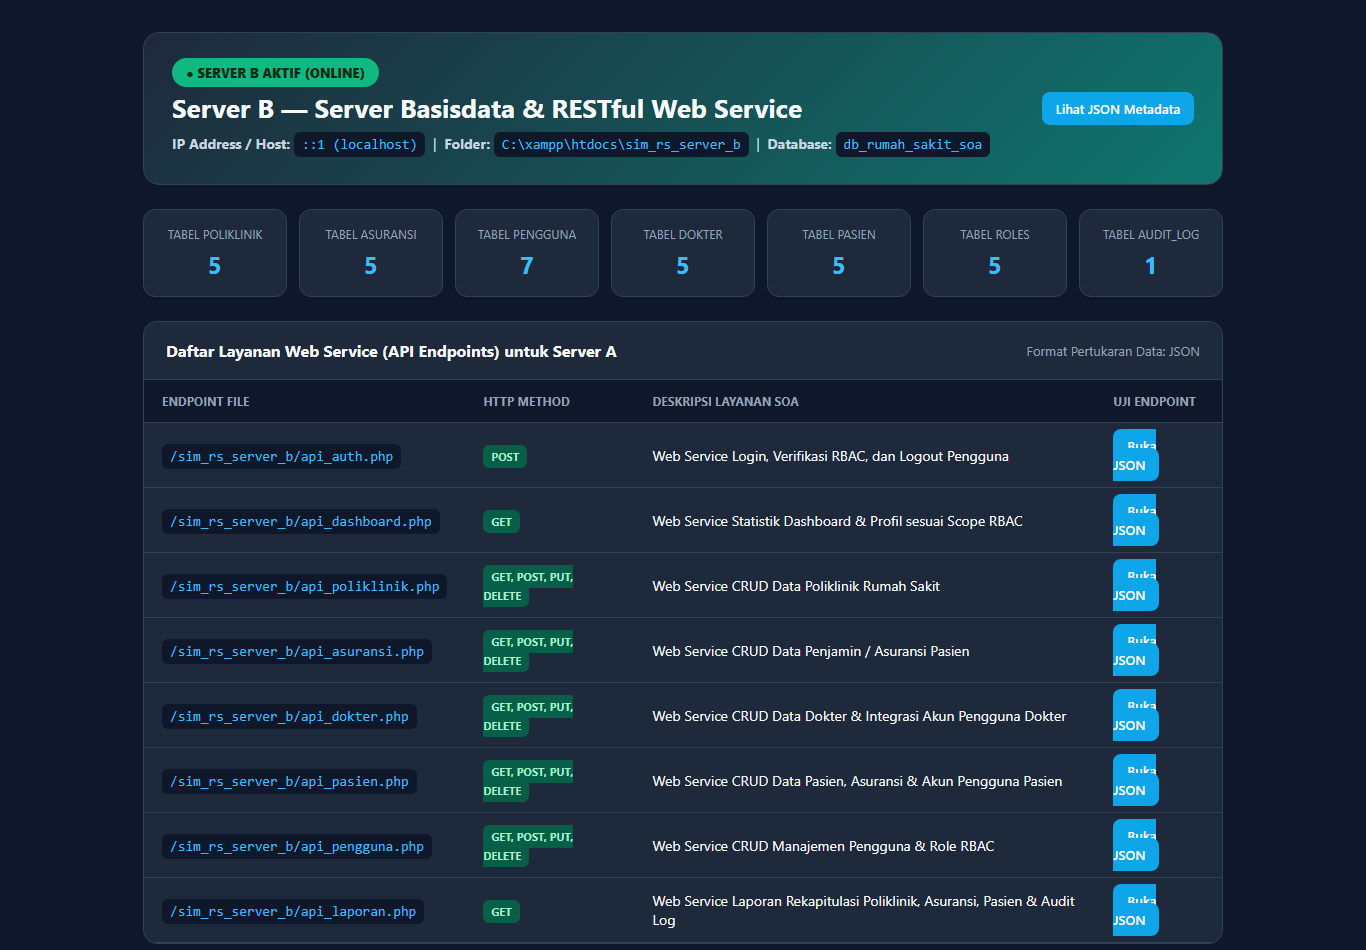 ● SERVER B AKTIF (ONLINE)
Server B — Server Basisdata & RESTful Web Service
Lihat JSON Metadata
IP Address / Host: ::1 (localhost) | Folder: C:\xampp\htdocs\sim_rs_server_b | Database: db_rumah_sakit_soa
TABEL POLIKLINIK
5
TABEL ASURANSI
5
TABEL PENGGUNA
7
TABEL DOKTER
5
TABEL PASIEN
5
TABEL ROLES
5
TABEL AUDIT_LOG
1
Daftar Layanan Web Service (API Endpoints) untuk Server A
Format Pertukaran Data: JSON
ENDPOINT FILE HTTP METHOD DESKRIPSI LAYANAN SOA UJI ENDPOINT
/sim_rs_server_b/api_auth.php
POST
Web Service Login, Verifikasi RBAC, dan Logout Pengguna
Buka
JSON
/sim_rs_server_b/api_dashboard.php
GET
Web Service Statistik Dashboard & Profil sesuai Scope RBAC
Buka
JSON
/sim_rs_server_b/api_poliklinik.php
GET, POST, PUT,
DELETE
Web Service CRUD Data Poliklinik Rumah Sakit
Buka
JSON
/sim_rs_server_b/api_asuransi.php
GET, POST, PUT,
DELETE
Web Service CRUD Data Penjamin / Asuransi Pasien
Buka
JSON
/sim_rs_server_b/api_dokter.php
GET, POST, PUT,
DELETE
Web Service CRUD Data Dokter & Integrasi Akun Pengguna Dokter
Buka
JSON
/sim_rs_server_b/api_pasien.php
GET, POST, PUT,
DELETE
Web Service CRUD Data Pasien, Asuransi & Akun Pengguna Pasien
Buka
JSON
/sim_rs_server_b/api_pengguna.php
GET, POST, PUT,
DELETE
Web Service CRUD Manajemen Pengguna & Role RBAC
Buka
JSON
/sim_rs_server_b/api_laporan.php
GET
Web Service Laporan Rekapitulasi Poliklinik, Asuransi, Pasien & Audit
Log
Buka
JSON